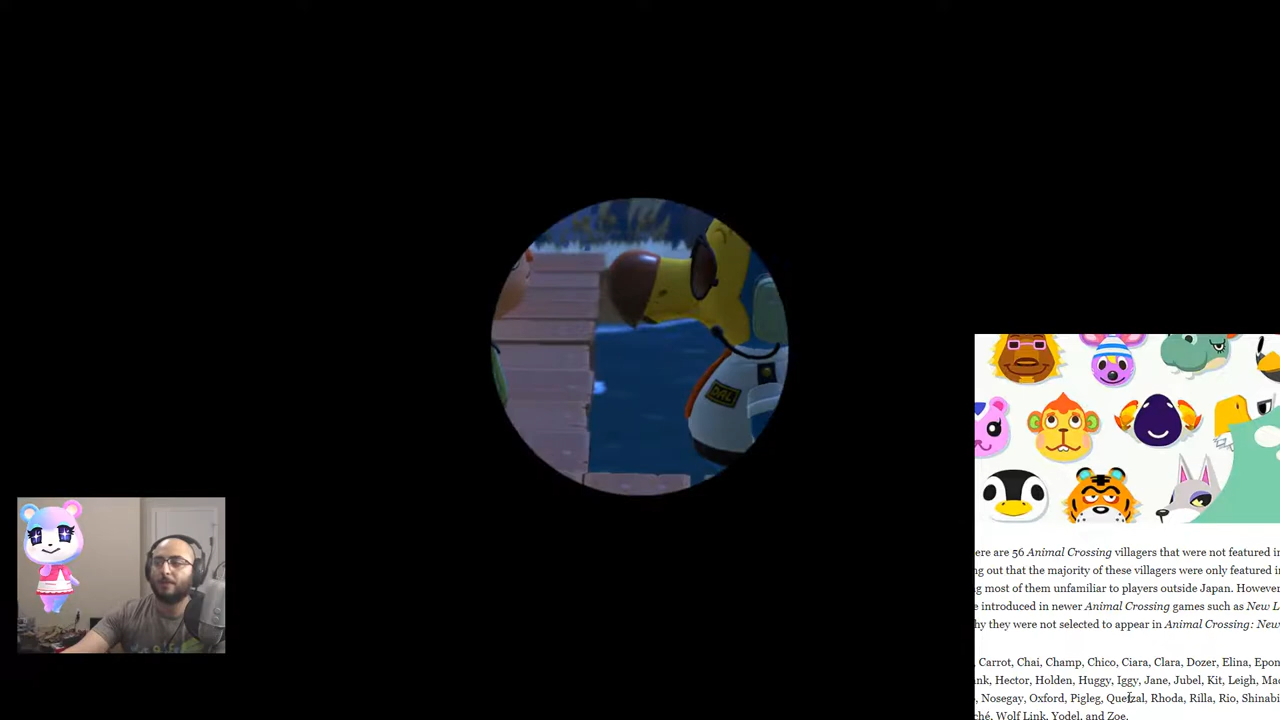 DAL
ere are 56 Animal Crossing villagers that were not featured in
ng out that the majority of these villagers were only featured in
g most of them unfamiliar to players outside Japan. However
e introduced in newer Animal Crossing games such as New L
hy they were not selected to appear in Animal Crossing: New
, Carrot, Chai, Champ, Chico, Ciara, Clara, Dozer, Elina, Epon
nk, Hector, Holden, Huggy, Iggy, Jane, Jubel, Kit, Leigh, Mac
, Nosegay, Oxford, Pigleg, Quetzal, Rhoda, Rilla, Rio, Shinabi
ché, Wolf Link, Yodel, and Zoe.